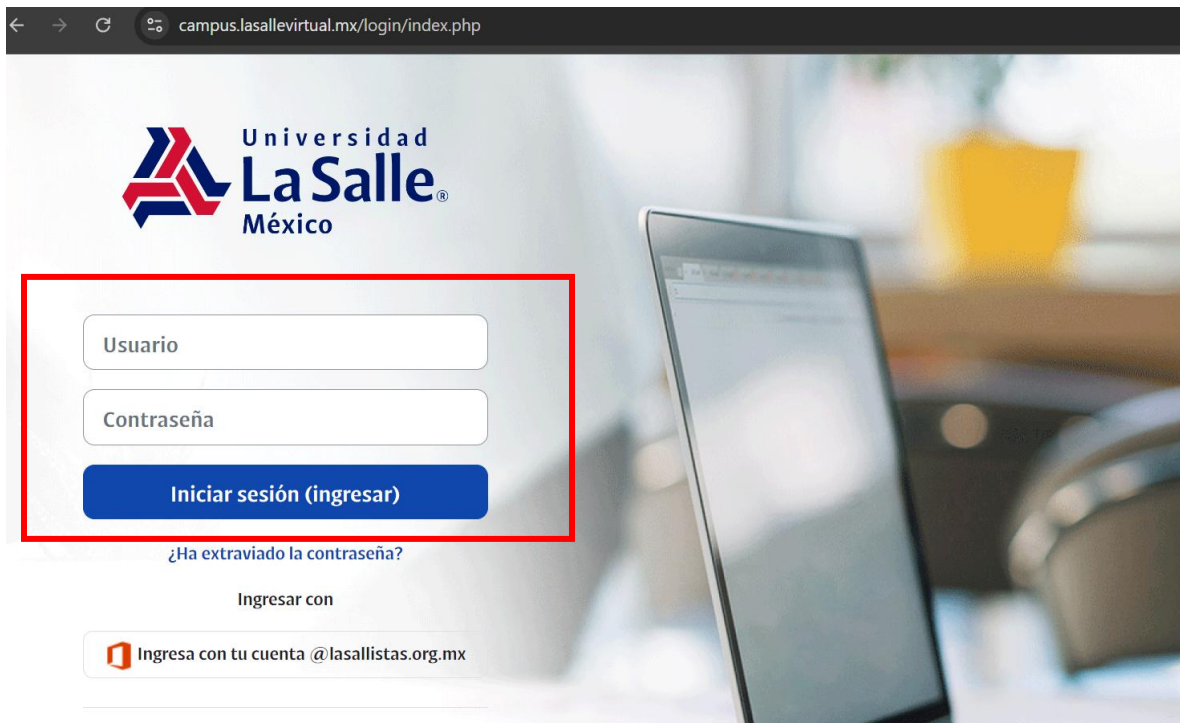 campus.lasallevirtual.mx/login/index.php
Universidad
La Salle®
México
Usuario
Contraseña
Iniciar sesión (ingresar)
¿Ha extraviado la contraseña?
Ingresar con
Ingresa con tu cuenta @lasallistas.org.mx